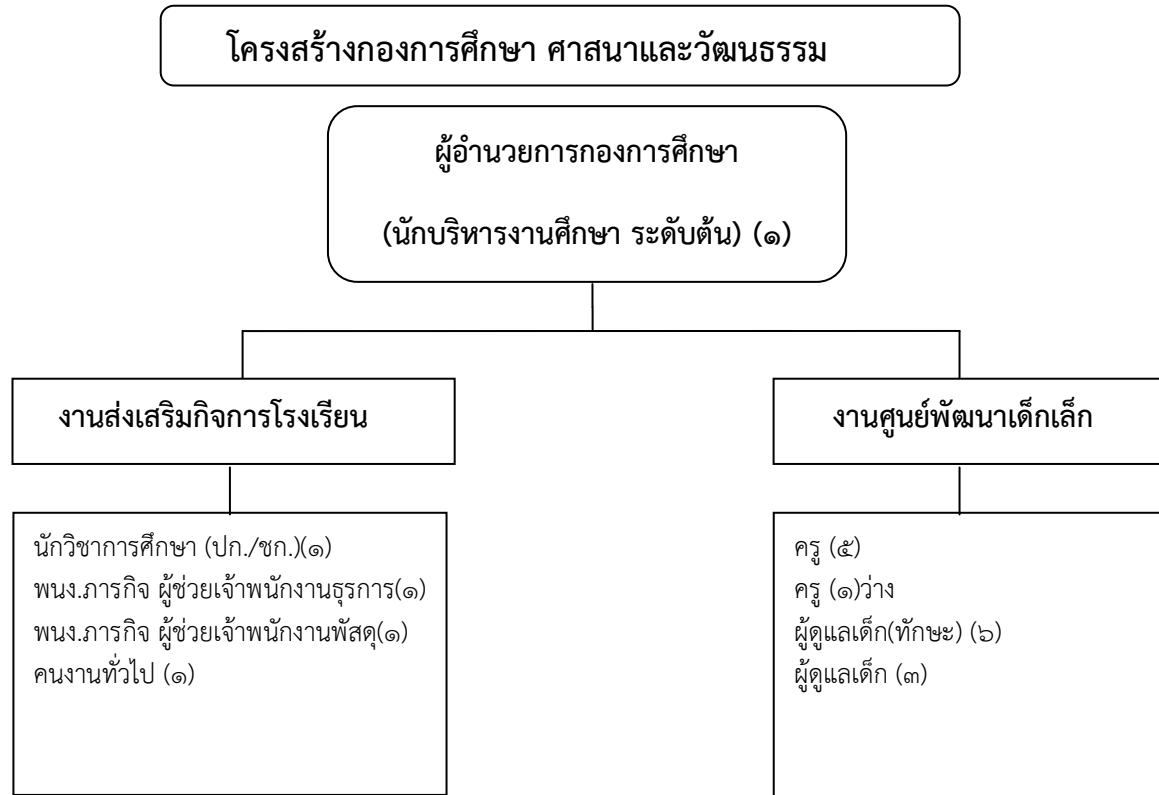 โครงสร้างกองการศึกษา ศาสนาและวัฒนธรรม
ผู้อำนวยการกองการศึกษา
(นักบริหารงานศึกษา ระดับต้น) (๑)
งานส่งเสริมกิจการโรงเรียน
นักวิชาการศึกษา (ปก./ชก.)(๑)
พนง.ภารกิจ ผู้ช่วยเจ้าพนักงานธุรการ(๑)
พนง.ภารกิจ ผู้ช่วยเจ้าพนักงานพัสดุ(๑)
คนงานทั่วไป (๑)
งานศูนย์พัฒนาเด็กเล็ก
ครู (๕)
ครู (๑)ว่าง
ผู้ดูแลเด็ก(ทักษะ) (๖)
ผู้ดูแลเด็ก (๓)